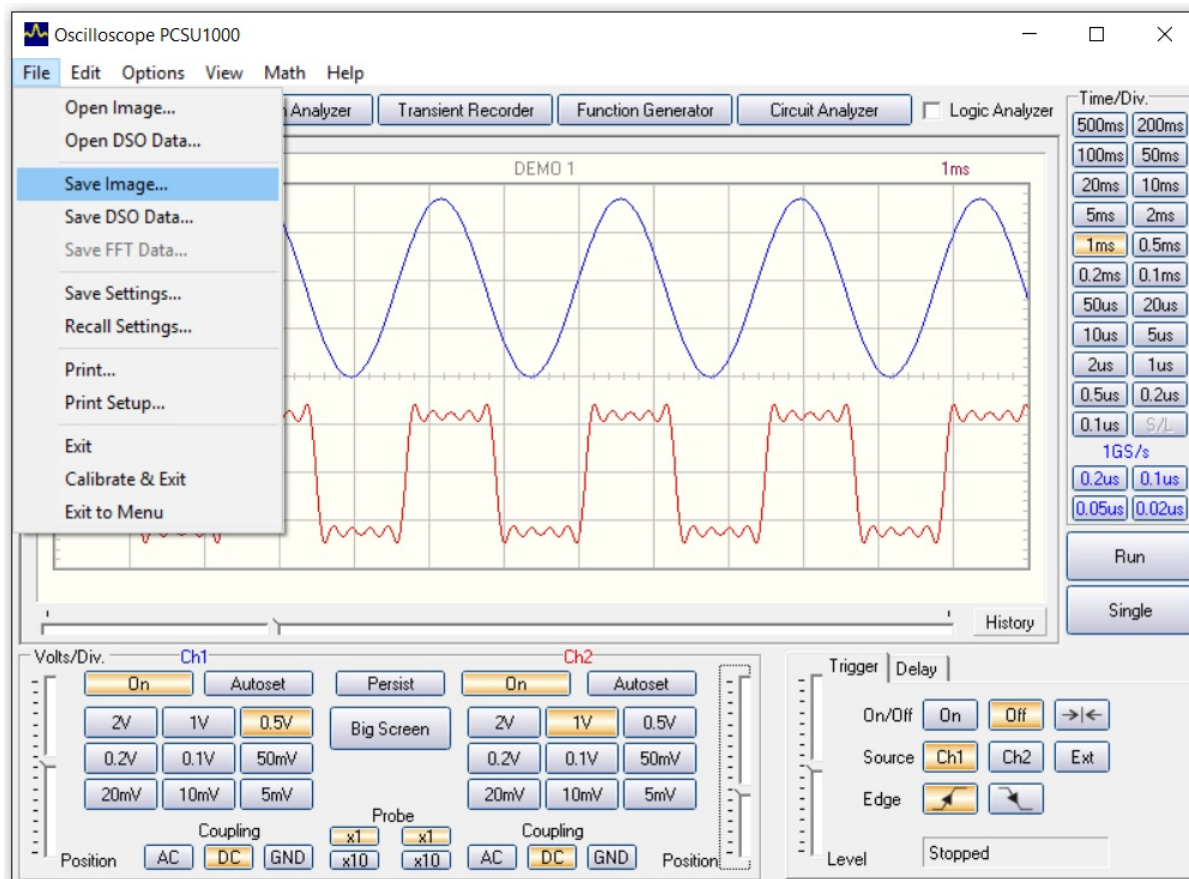 Oscilloscope PCSU1000
File Edit Options View Math Help
Open Image...
Open DSO Data...
Save Image...
Save DSO Data...
Save FFT Data...
Save Settings...
Recall Settings...
Print...
Print Setup...
Exit
Calibrate & Exit
Exit to Menu
Analyzer Transient Recorder Function Generator Circuit Analyzer Logic Analyzer
DEMO 1 1ms
Time/Div.
500ms 200ms
100ms 50ms
20ms 10ms
5ms 2ms
1ms 0.5ms
0.2ms 0.1ms
50us 20us
10us 5us
2us 1us
0.5us 0.2us
0.1us S/L
1GS/s
0.2us 0.1us
0.05us 0.02us
Run
Single
History
Volts/Div. Ch1 Ch2
On Autoset Persist On Autoset
2V 1V 0.5V Big Screen 2V 1V 0.5V
0.2V 0.1V 50mV 0.2V 0.1V 50mV
20mV 10mV 5mV 20mV 10mV 5mV
Coupling Probe Coupling
x1 x1
Position AC DC GND x10 x10 AC DC GND Position
Trigger Delay
On/Off On Off
Source Ch1 Ch2 Ext
Edge
Level Stopped